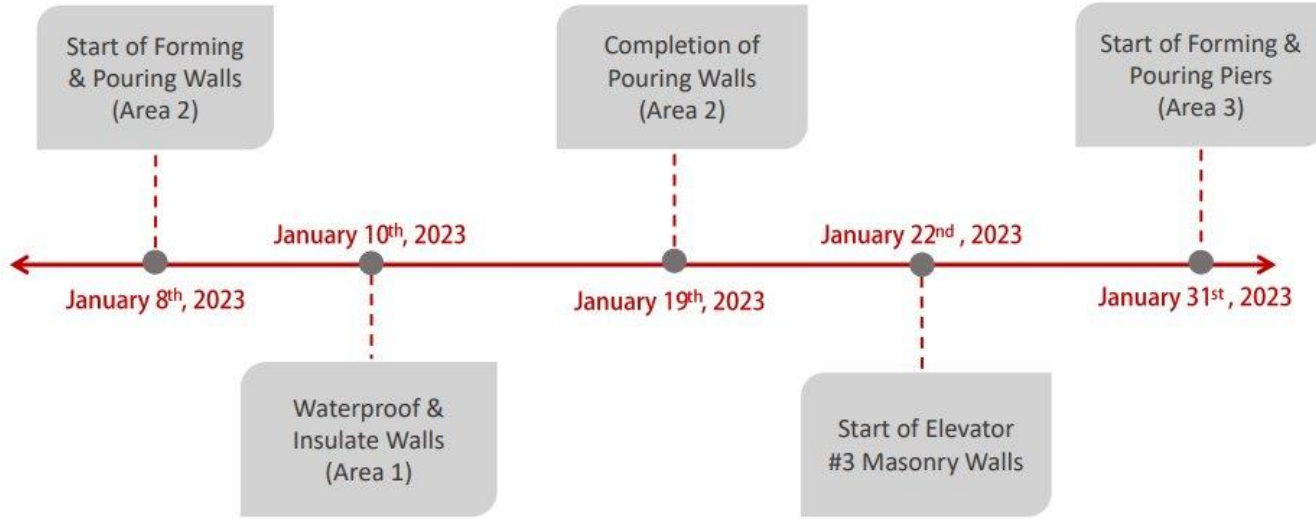 Start of Forming
& Pouring Walls
(Area 2)
Completion of
Pouring Walls
(Area 2)
Start of Forming &
Pouring Piers
(Area 3)
January 10th, 2023
January 22nd , 2023
January 8th, 2023
January 19th, 2023
January 31st , 2023
Waterproof &
Insulate Walls
(Area 1)
Start of Elevator
#3 Masonry Walls